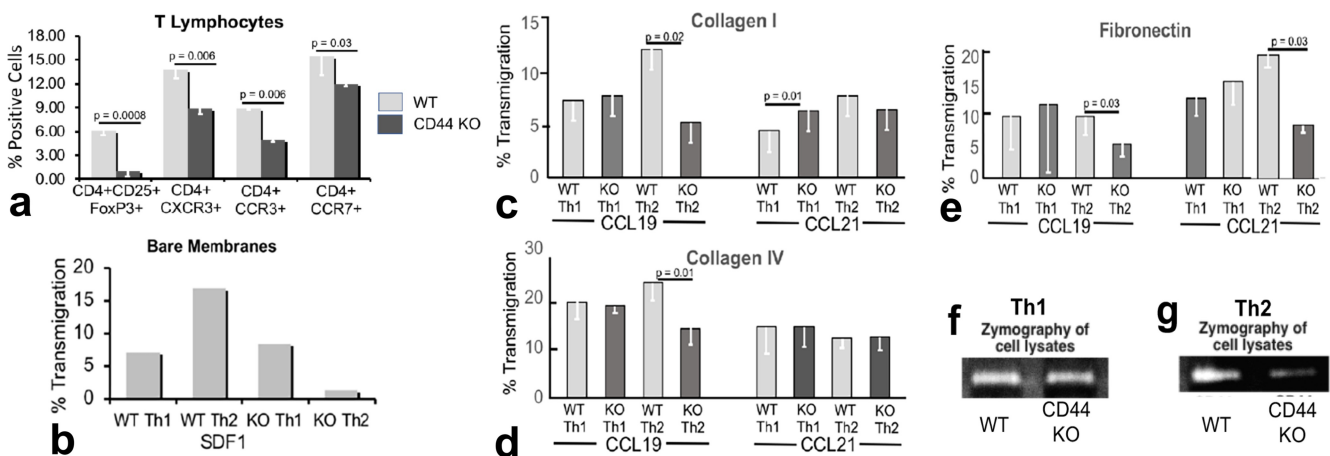 T Lymphocytes
% Positive Cells
18.00
15.00
12.00
9.00
6.00
3.00
0.00
p = 0.0008
p = 0.006
p = 0.006
p = 0.03
WT
CD44 KO
CD4+CD25+ CD4+ CD4+ CD4+
FoxP3+ CXCR3+ CCR3+ CCR7+
a
Bare Membranes
% Transmigration
20
15
10
5
0
WT Th1 WT Th2 KO Th1 KO Th2
SDF1
b
Collagen I
% Transmigration
15
10
5
0
p = 0.02
p = 0.01
WT KO WT KO WT KO WT KO
Th1 Th1 Th2 Th2 Th1 Th1 Th2 Th2
CCL19 CCL21
c
Collagen IV
% Transmigration
30
20
10
0
p = 0.01
WT KO WT KO WT KO WT KO
Th1 Th1 Th2 Th2 Th1 Th1 Th2 Th2
CCL19 CCL21
d
Fibronectin
% Transmigration
20
15
10
5
0
p = 0.03
p = 0.03
WT KO WT KO WT KO WT KO
Th1 Th1 Th2 Th2 Th1 Th1 Th2 Th2
CCL19 CCL21
e
f
Th1
Zymography of
cell lysates
WT CD44
KO
g
Th2
Zymography of
cell lysates
WT CD44
KO